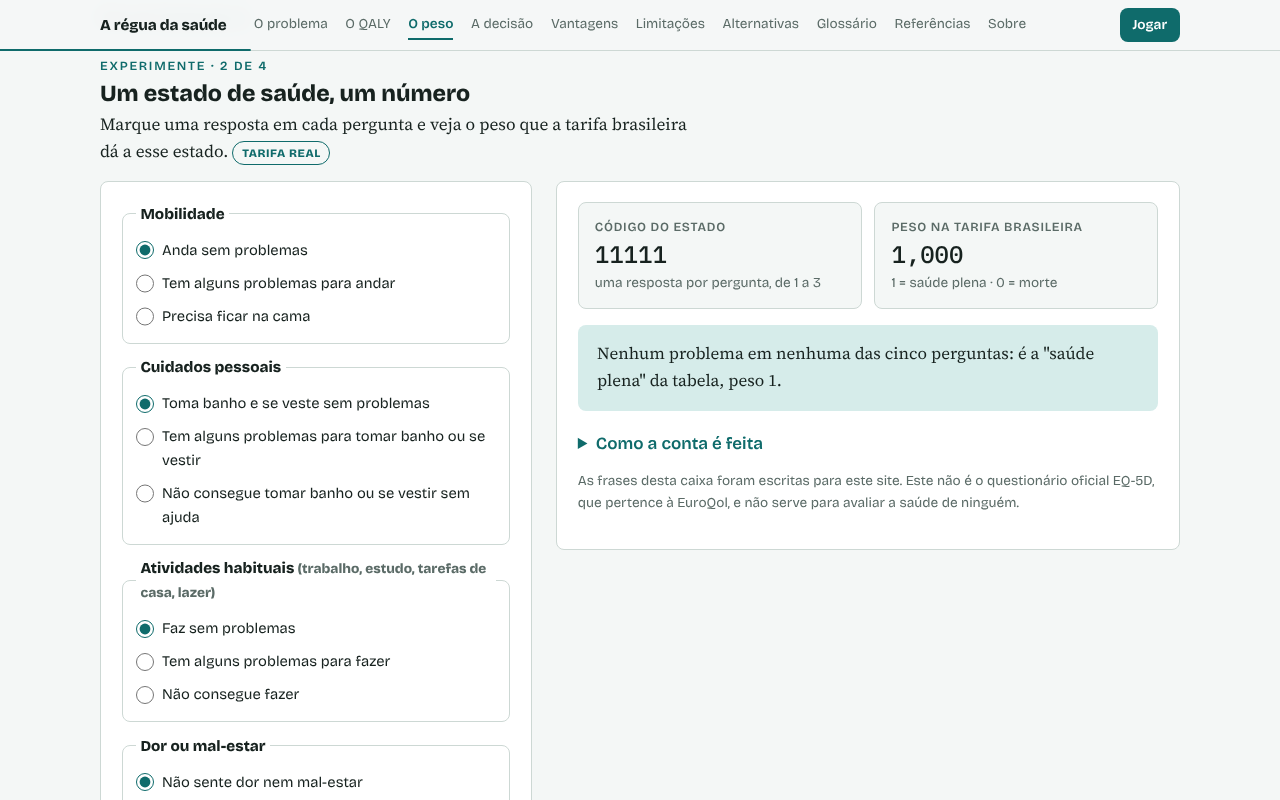 A régua da saúde
O problema
O QALY
O peso
A decisão
Vantagens
Limitações
Alternativas
Glossário
Referências
Sobre
Jogar
EXPERIMENTE · 2 DE 4
Um estado de saúde, um número
Marque uma resposta em cada pergunta e veja o peso que a tarifa brasileira
dá a esse estado. TARIFA REAL
Mobilidade
Anda sem problemas
Tem alguns problemas para andar
Precisa ficar na cama
Cuidados pessoais
Toma banho e se veste sem problemas
Tem alguns problemas para tomar banho ou se
vestir
Não consegue tomar banho ou se vestir sem
ajuda
Atividades habituais (trabalho, estudo, tarefas de
casa, lazer)
Faz sem problemas
Tem alguns problemas para fazer
Não consegue fazer
Dor ou mal-estar
Não sente dor nem mal-estar
CÓDIGO DO ESTADO
11111
uma resposta por pergunta, de 1 a 3
PESO NA TARIFA BRASILEIRA
1,000
1 = saúde plena · 0 = morte
Nenhum problema em nenhuma das cinco perguntas: é a "saúde
plena" da tabela, peso 1.
Como a conta é feita
As frases desta caixa foram escritas para este site. Este não é o questionário oficial EQ-5D,
que pertence à EuroQol, e não serve para avaliar a saúde de ninguém.